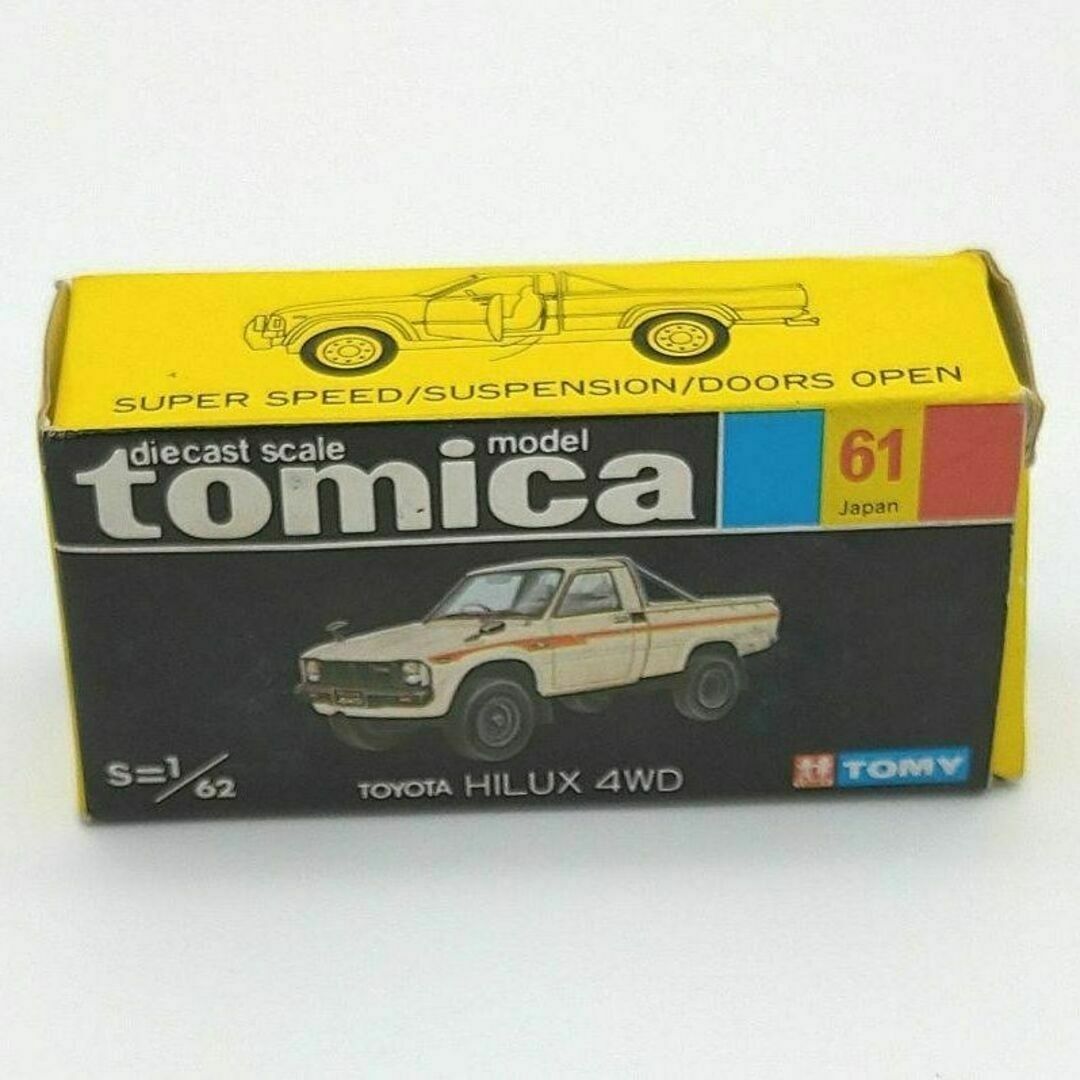 SUPER SPEED/SUSPENSION/DOORS OPEN
diecast scale model
tomica
61
Japan
S=1/62
TOYOTA HILUX 4WD
TOMY